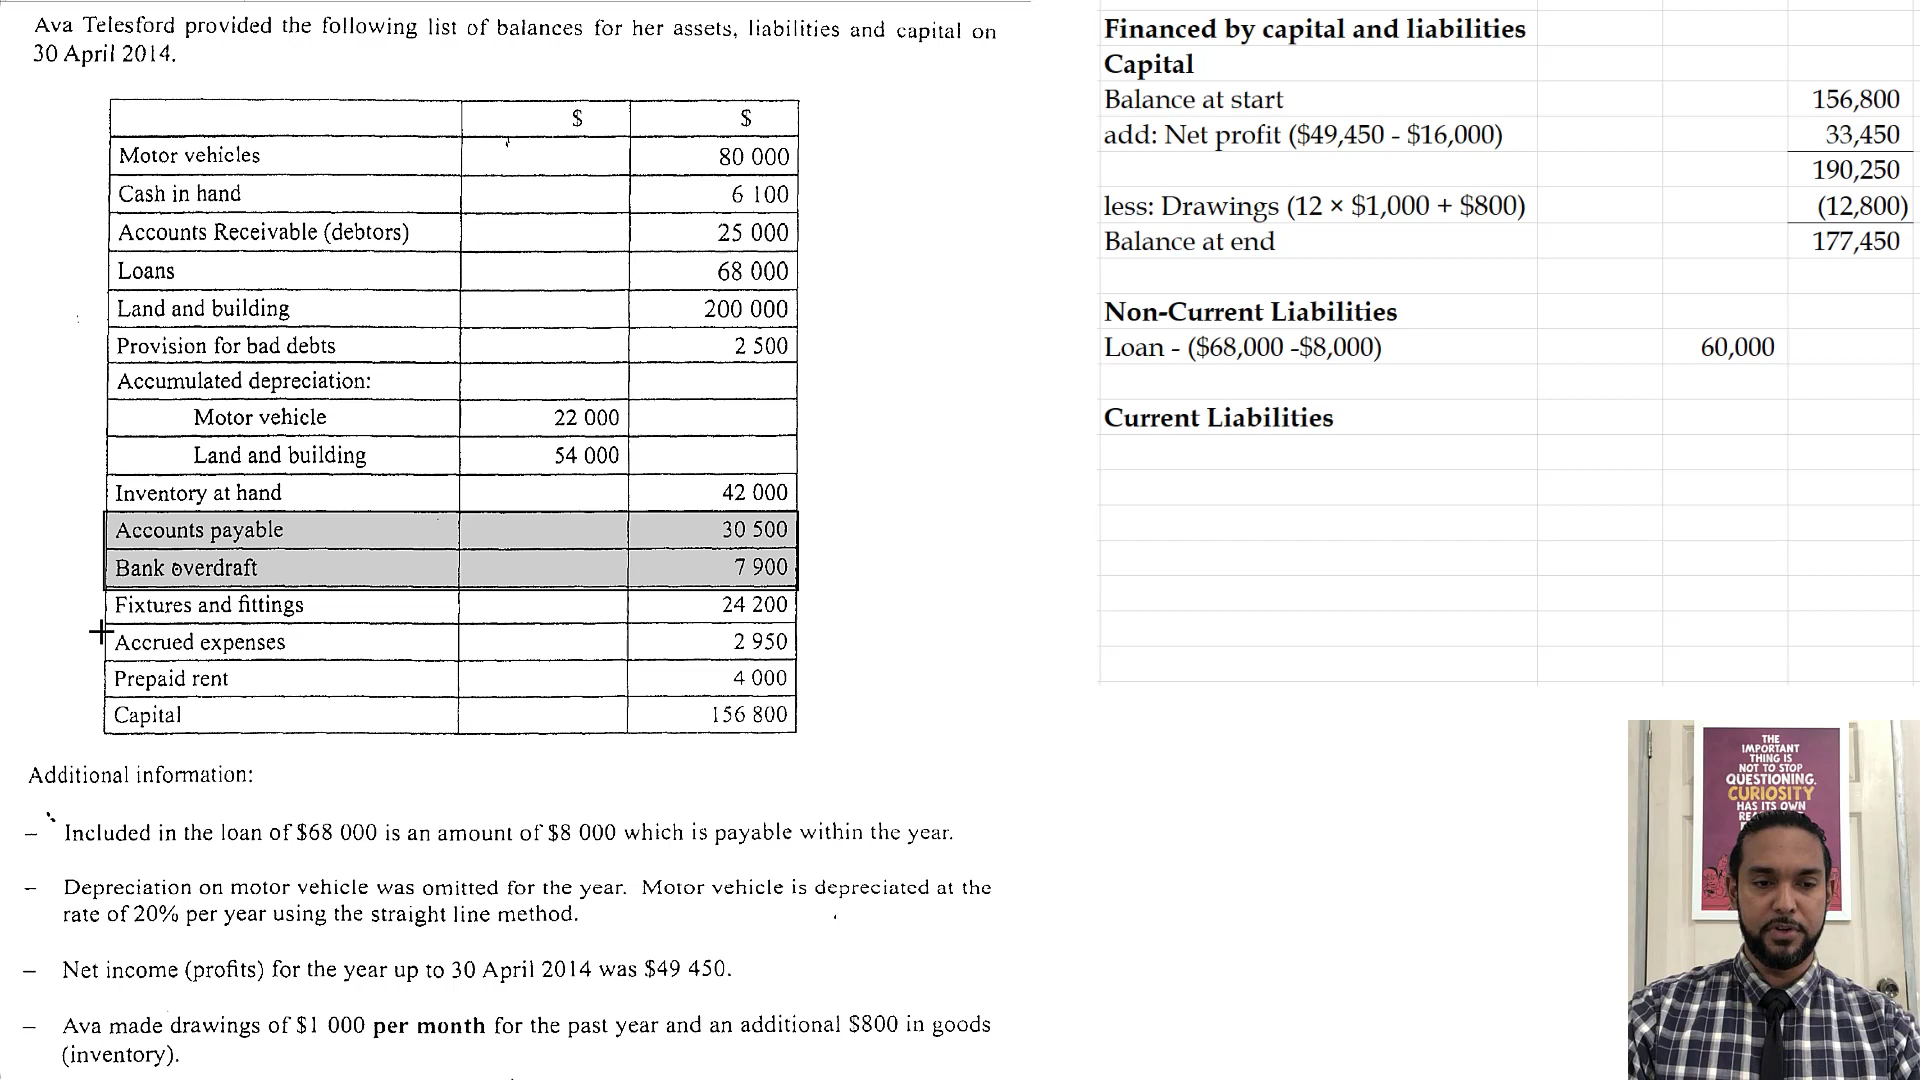 Ava Telesford provided the following list of balances for her assets, liabilities and capital on
30 April 2014.
$ $
Motor vehicles 80 000
Cash in hand 6 100
Accounts Receivable (debtors) 25 000
Loans 68 000
Land and building 200 000
Provision for bad debts 2 500
Accumulated depreciation:
Motor vehicle 22 000
Land and building 54 000
Inventory at hand 42 000
Accounts payable 30 500
Bank overdraft 7 900
Fixtures and fittings 24 200
Accrued expenses 2 950
Prepaid rent 4 000
Capital 156 800
Additional information:
– Included in the loan of $68 000 is an amount of $8 000 which is payable within the year.
– Depreciation on motor vehicle was omitted for the year. Motor vehicle is depreciated at the
rate of 20% per year using the straight line method.
– Net income (profits) for the year up to 30 April 2014 was $49 450.
– Ava made drawings of $1 000 per month for the past year and an additional $800 in goods
(inventory).
Financed by capital and liabilities
Capital
Balance at start 156,800
add: Net profit ($49,450 - $16,000) 33,450
190,250
less: Drawings (12 × $1,000 + $800) (12,800)
Balance at end 177,450
Non-Current Liabilities
Loan - ($68,000 -$8,000) 60,000
Current Liabilities
THE
IMPORTANT
THING IS
NOT TO STOP
QUESTIONING.
CURIOSITY
HAS ITS OWN